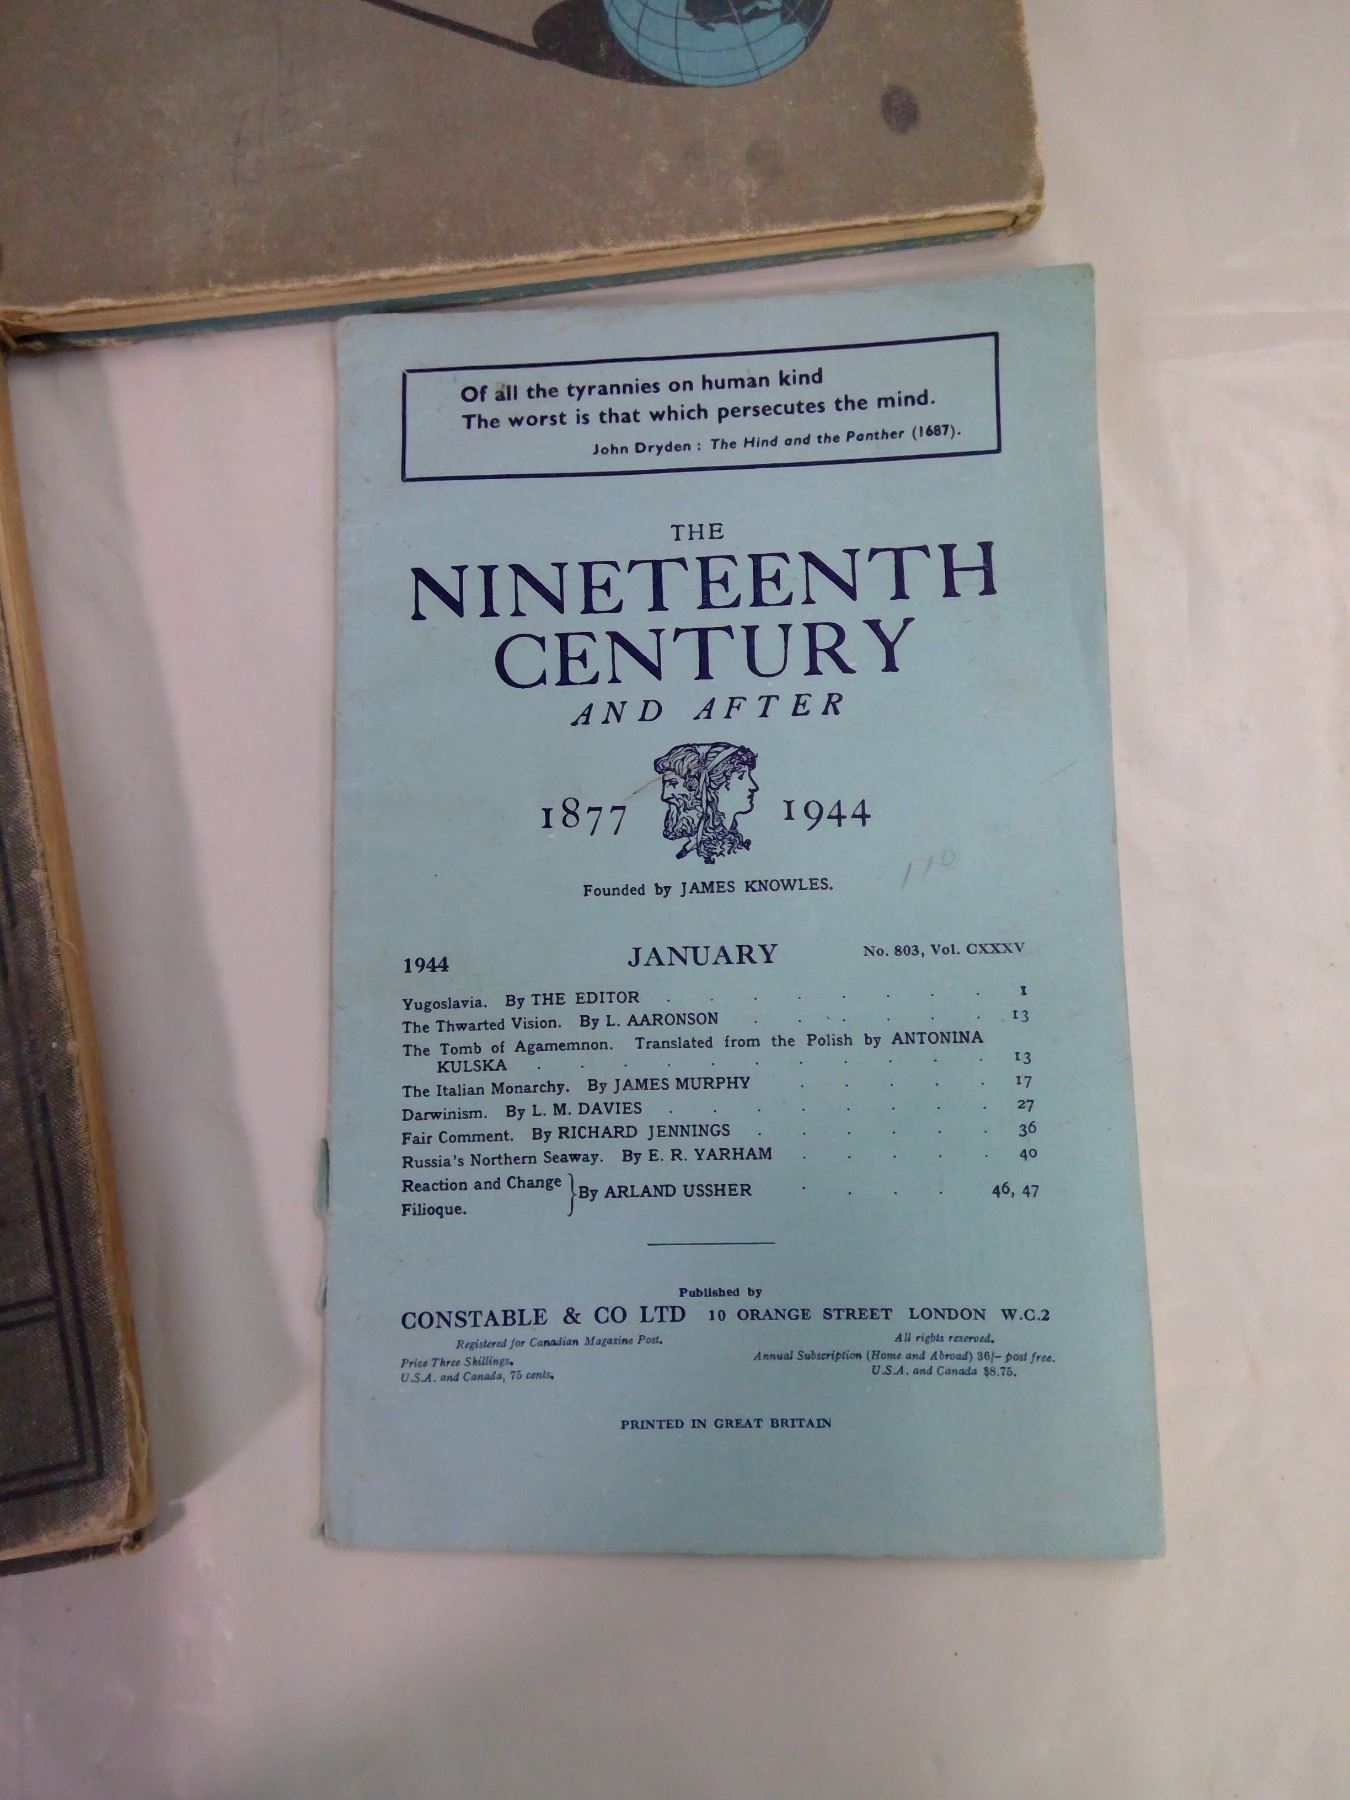 Of all the tyrannies on human kind
The worst is that which persecutes the mind.
John Dryden : The Hind and the Panther (1687).
THE
NINETEENTH
CENTURY
AND AFTER
1877 1944
Founded by JAMES KNOWLES.
110
1944 JANUARY No. 803, Vol. CXXXV
Yugoslavia. By THE EDITOR . . . . . . . . 1
The Thwarted Vision. By L. AARONSON . . . . . . 13
The Tomb of Agamemnon. Translated from the Polish by ANTONINA
KULSKA . . . . . . . . . . . 13
The Italian Monarchy. By JAMES MURPHY . . . . . 17
Darwinism. By L. M. DAVIES . . . . . . . . 27
Fair Comment. By RICHARD JENNINGS . . . . . . 36
Russia's Northern Seaway. By E. R. YARHAM . . . . . 40
Reaction and Change
Filioque. } By ARLAND USSHER . . . . 46, 47
Published by
CONSTABLE & CO LTD 10 ORANGE STREET LONDON W.C.2
Registered for Canadian Magazine Post. All rights reserved.
Price Three Shillings. Annual Subscription (Home and Abroad) 36/- post free.
U.S.A. and Canada, 75 cents. U.S.A. and Canada $8.75.
PRINTED IN GREAT BRITAIN